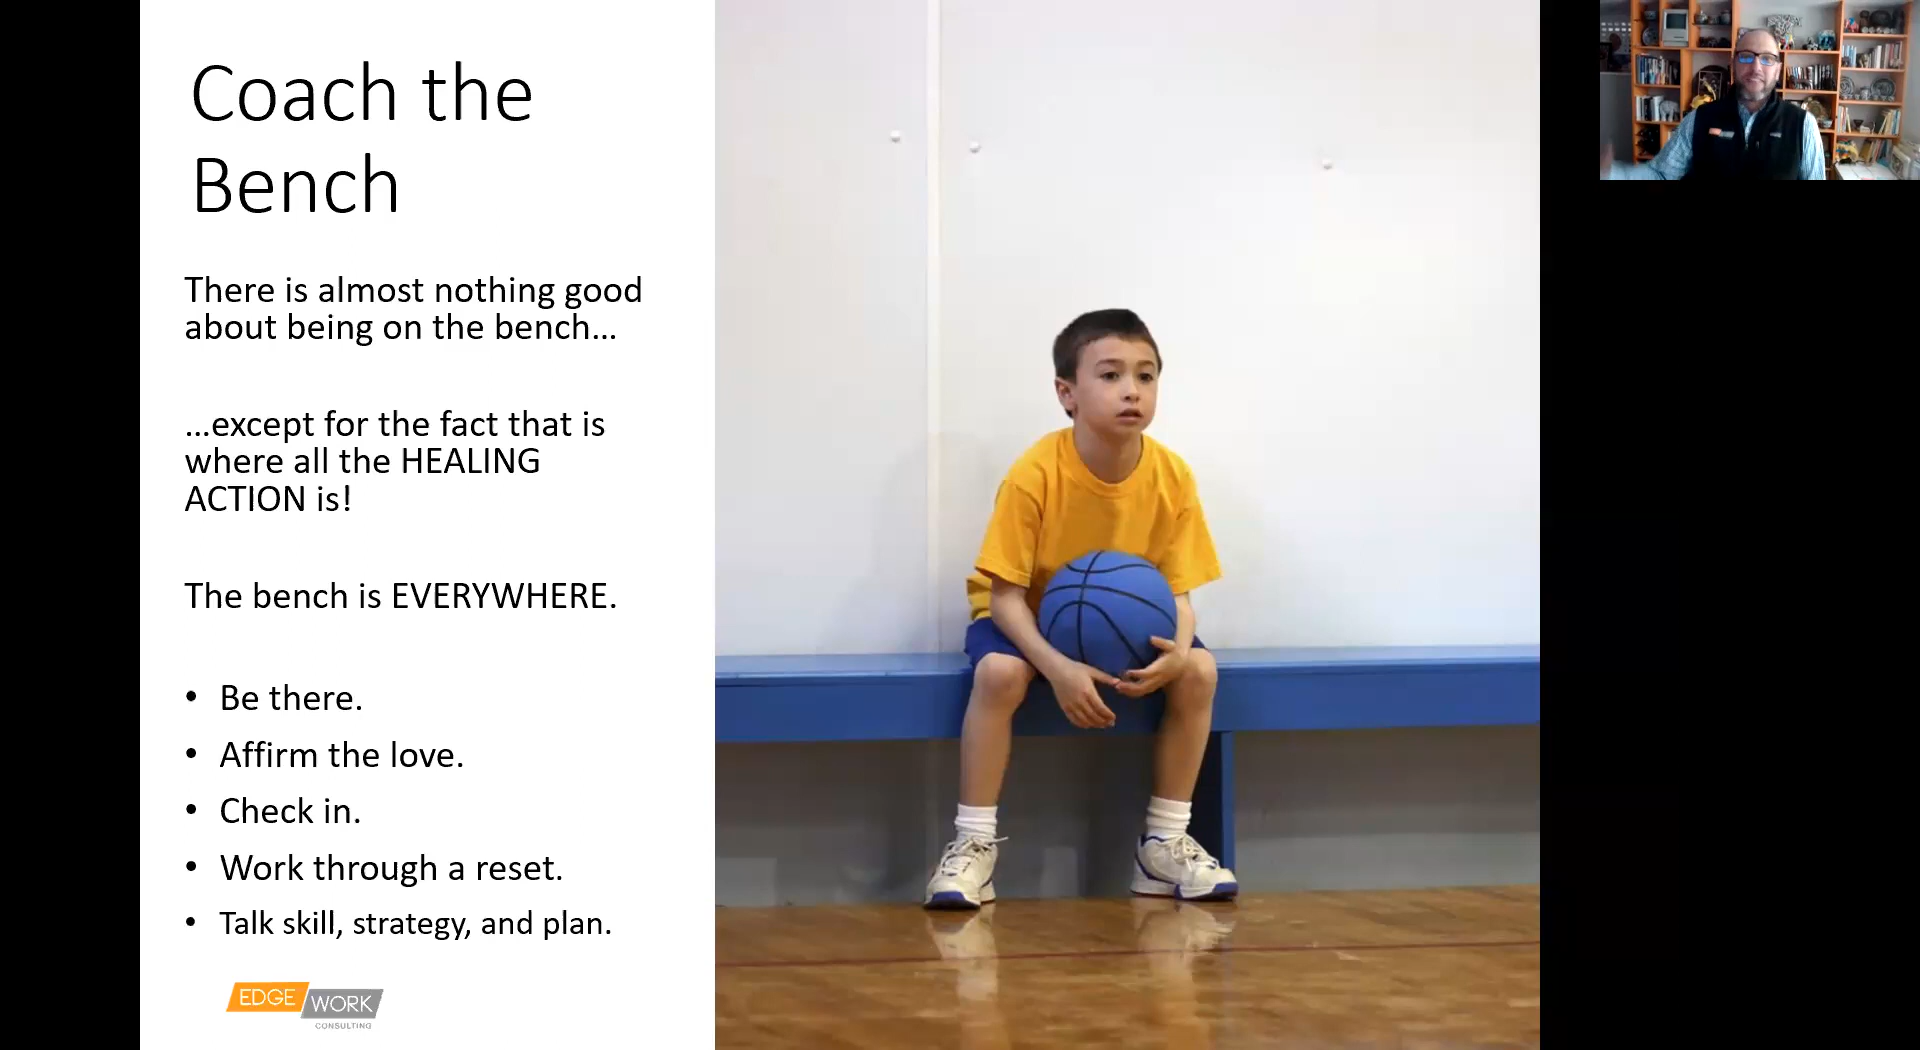 Coach the
Bench
There is almost nothing good
about being on the bench...
...except for the fact that is
where all the HEALING
ACTION is!
The bench is EVERYWHERE.
• Be there.
• Affirm the love.
• Check in.
• Work through a reset.
• Talk skill, strategy, and plan.
EDGE WORK
CONSULTING